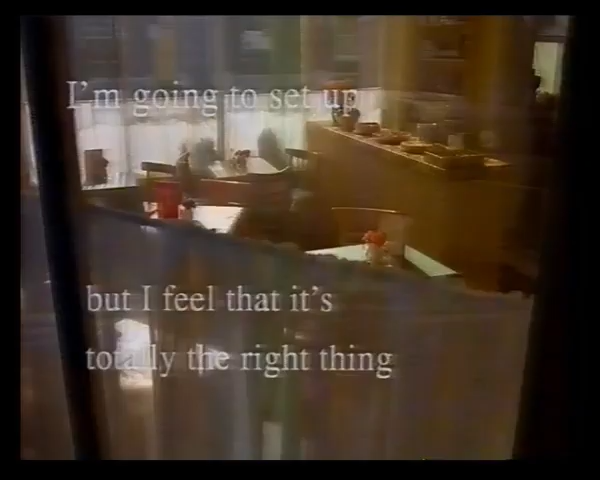 I'm going to set up
but I feel that it's
totally the right thing